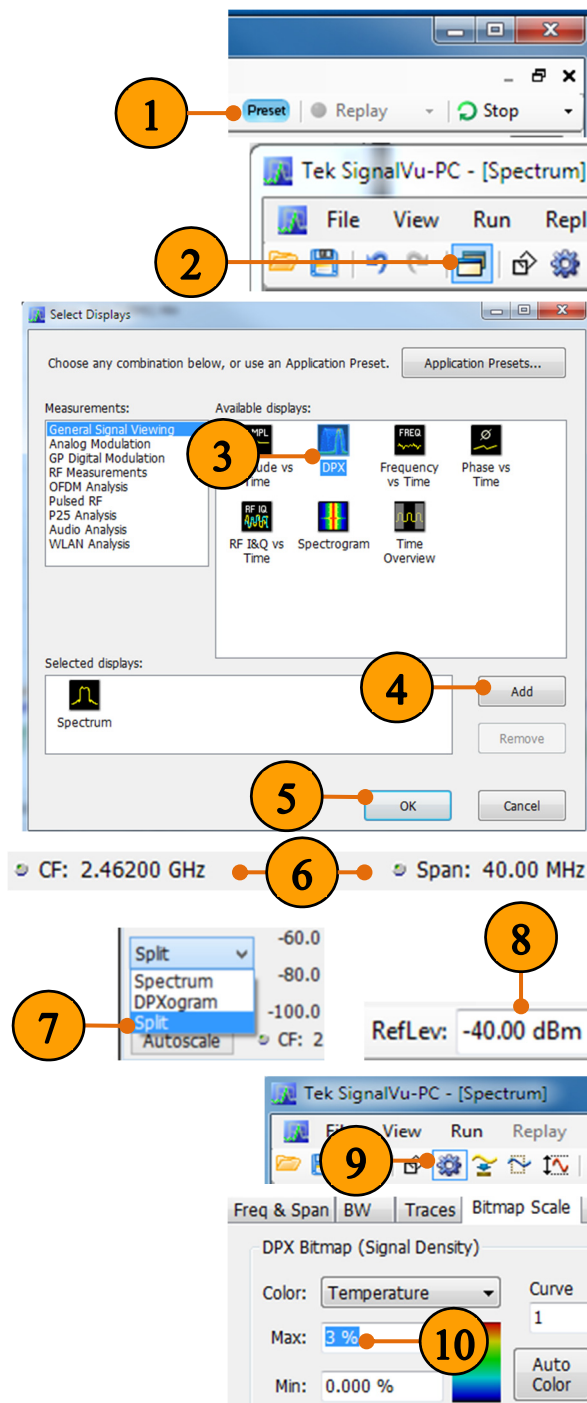 1
Preset
Replay
Stop
Tek SignalVu-PC - [Spectrum]
File View Run Repl
2
Select Displays
Choose any combination below, or use an Application Preset.
Application Presets...
Measurements:
Available displays:
General Signal Viewing
Analog Modulation
GP Digital Modulation
RF Measurements
OFDM Analysis
Pulsed RF
P25 Analysis
Audio Analysis
WLAN Analysis
3
MPL
ude vs
Time
DPX
FREQ
Frequency
vs Time
Phase vs
Time
RF IQ
RF I&Q vs
Time
Spectrogram
Time
Overview
Selected displays:
Spectrum
4
Add
Remove
5
OK
Cancel
CF: 2.46200 GHz
6
Span: 40.00 MHz
7
Split
Spectrum
DPXogram
Split
Autoscale
-60.0
-80.0
-100.0
CF: 2
8
RefLev: -40.00 dBm
Tek SignalVu-PC - [Spectrum]
View Run Replay
9
Freq & Span BW Traces Bitmap Scale
DPX Bitmap (Signal Density)
Color: Temperature
Curve
1
Max: 3 %
10
Auto
Color
Min: 0.000 %